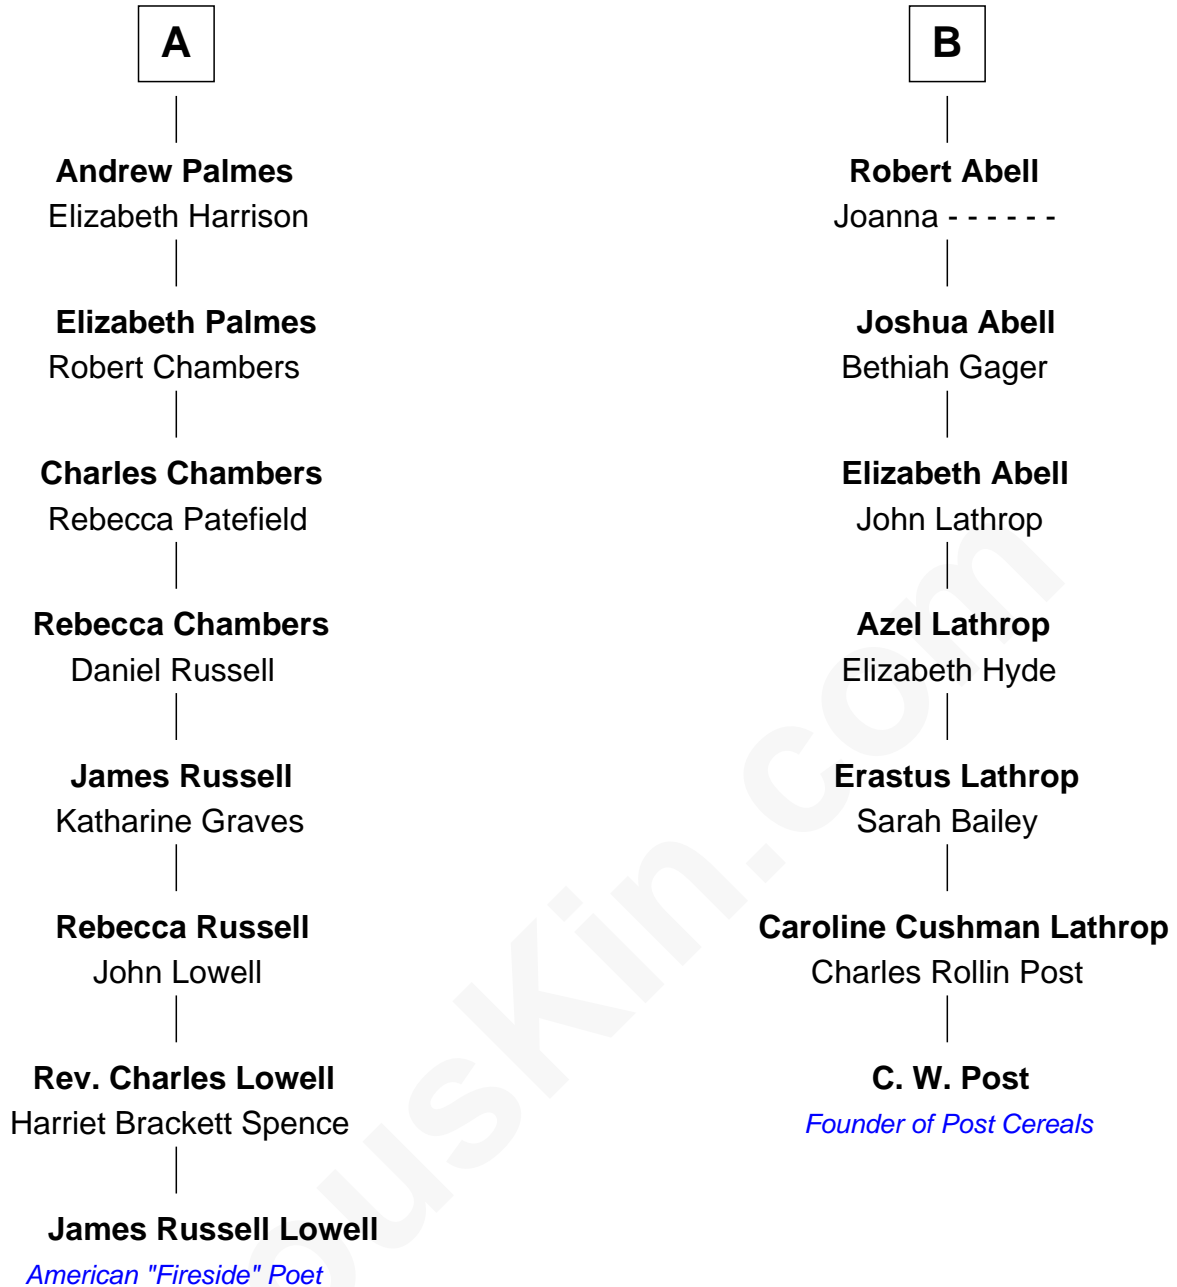 A
Andrew Palmes
Elizabeth Harrison
Elizabeth Palmes
Robert Chambers
Charles Chambers
Rebecca Patefield
Rebecca Chambers
Daniel Russell
James Russell
Katharine Graves
Rebecca Russell
John Lowell
Rev. Charles Lowell
Harriet Brackett Spence
James Russell Lowell
American "Fireside" Poet
B
Robert Abell
Joanna - - - - - -
Joshua Abell
Bethiah Gager
Elizabeth Abell
John Lathrop
Azel Lathrop
Elizabeth Hyde
Erastus Lathrop
Sarah Bailey
Caroline Cushman Lathrop
Charles Rollin Post
C. W. Post
Founder of Post Cereals
ousKin.com